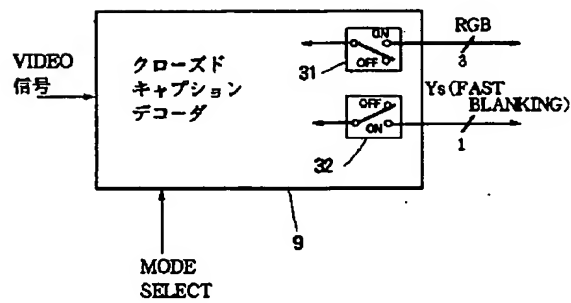 VIDEO
信号
クローズド
キャプション
デコーダ
ON
OFF
31
RGB
3
OFF
ON
32
Ys(FAST
BLANKING)
1
9
MODE
SELECT